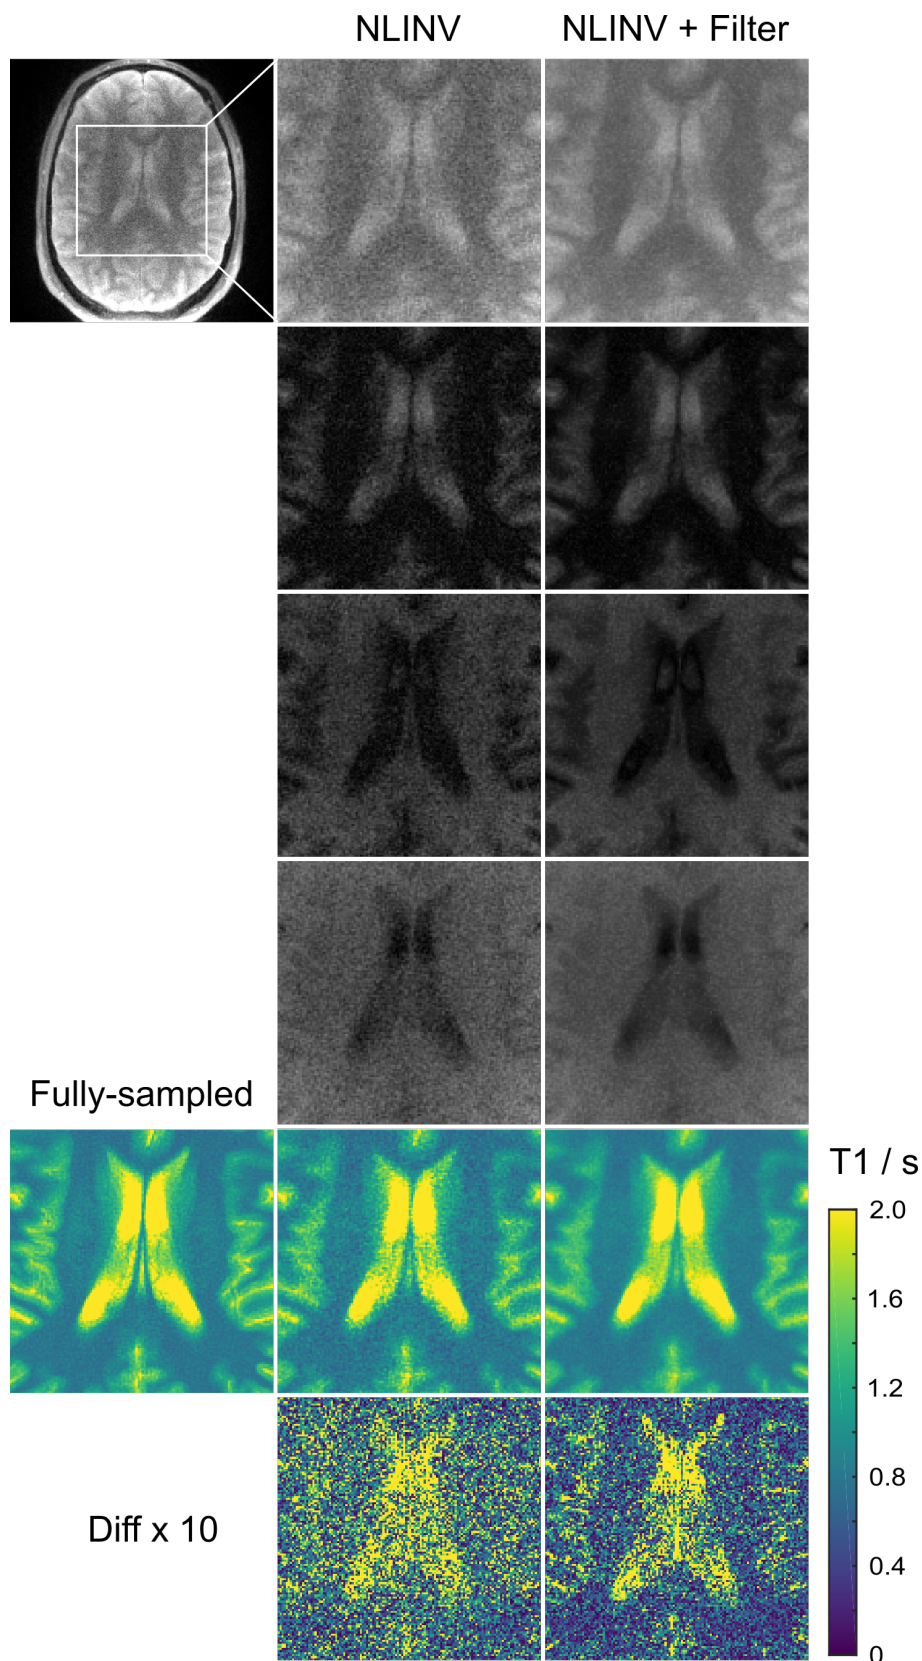 NLINV
NLINV + Filter
Fully-sampled
T1 / s
2.0
1.6
1.2
0.8
0.4
0
Diff x 10